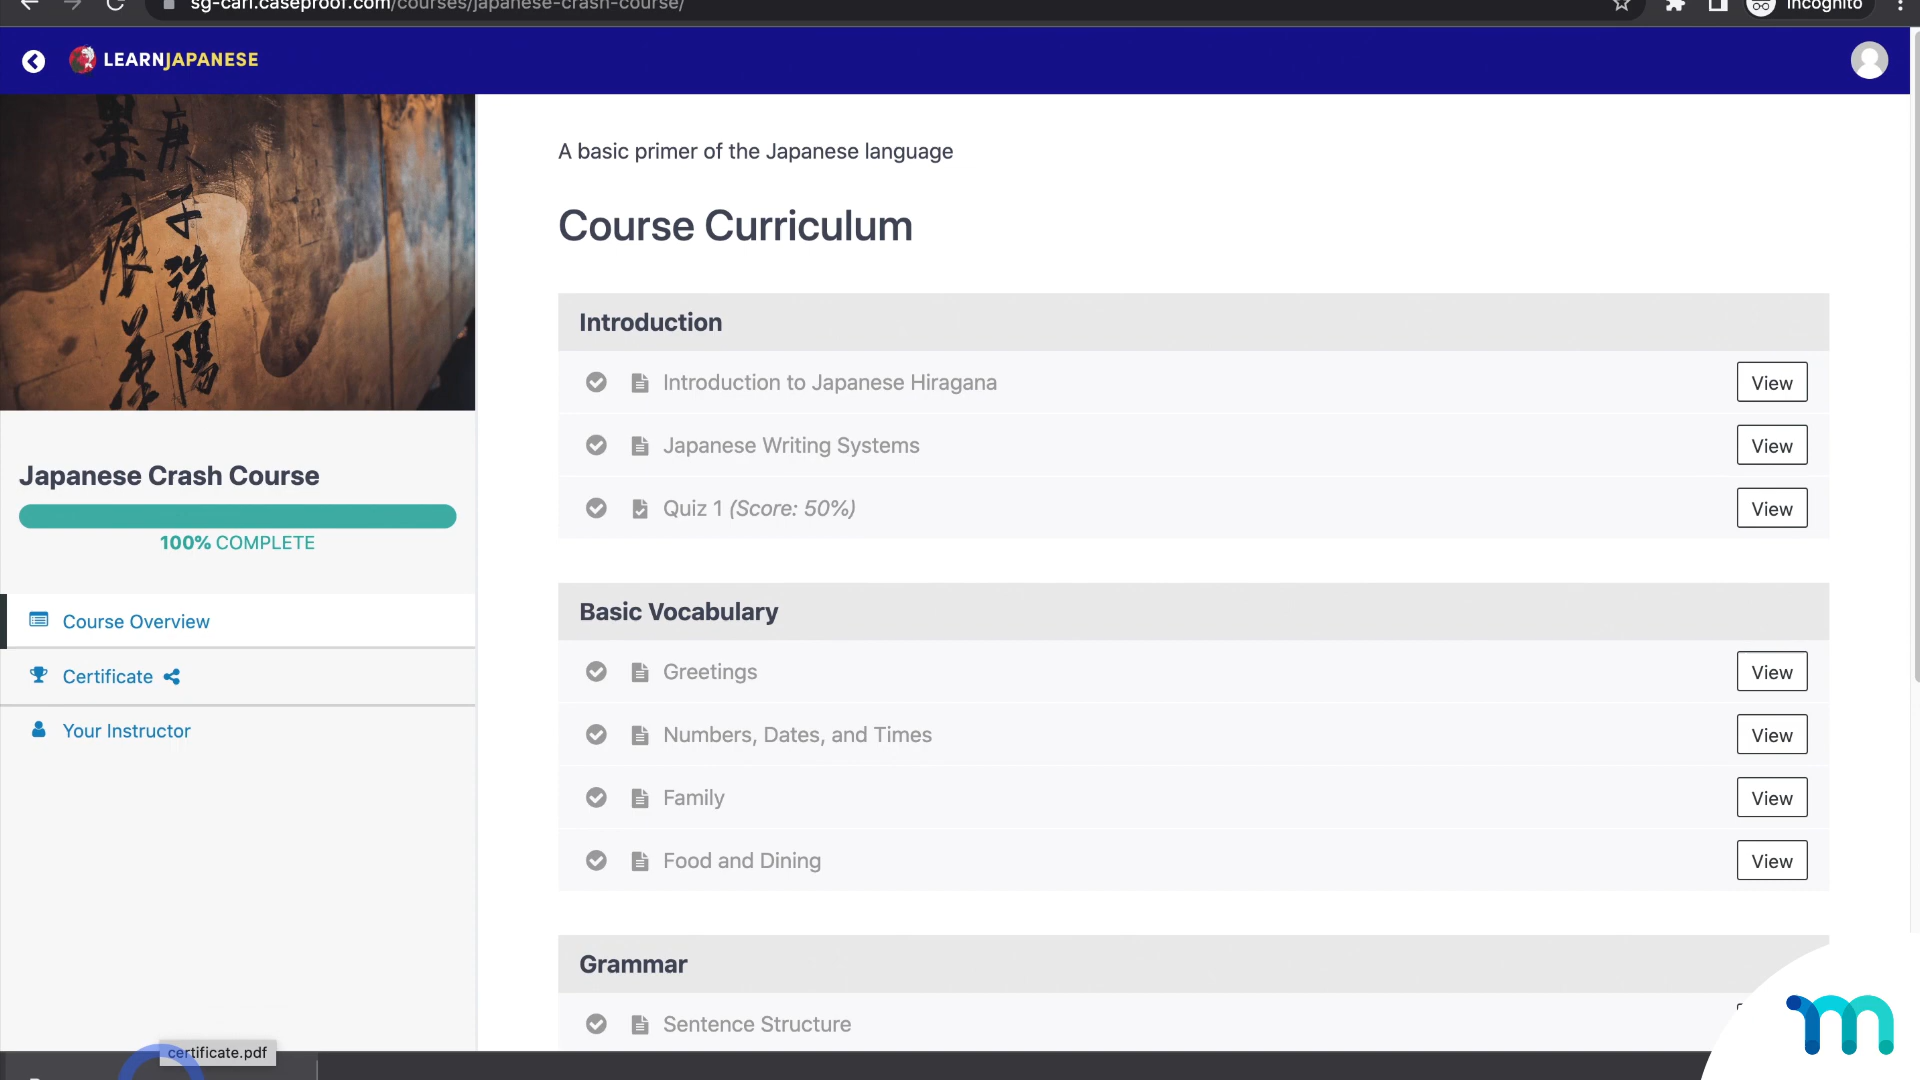 sg-carl.caseproof.com/courses/japanese-crash-course/
Incognito
LEARNJAPANESE
A basic primer of the Japanese language
Course Curriculum
Introduction
Introduction to Japanese Hiragana View
Japanese Writing Systems View
Quiz 1 (Score: 50%) View
Japanese Crash Course
100% COMPLETE
Course Overview
Certificate
Your Instructor
Basic Vocabulary
Greetings View
Numbers, Dates, and Times View
Family View
Food and Dining View
Grammar
Sentence Structure
certificate.pdf
m